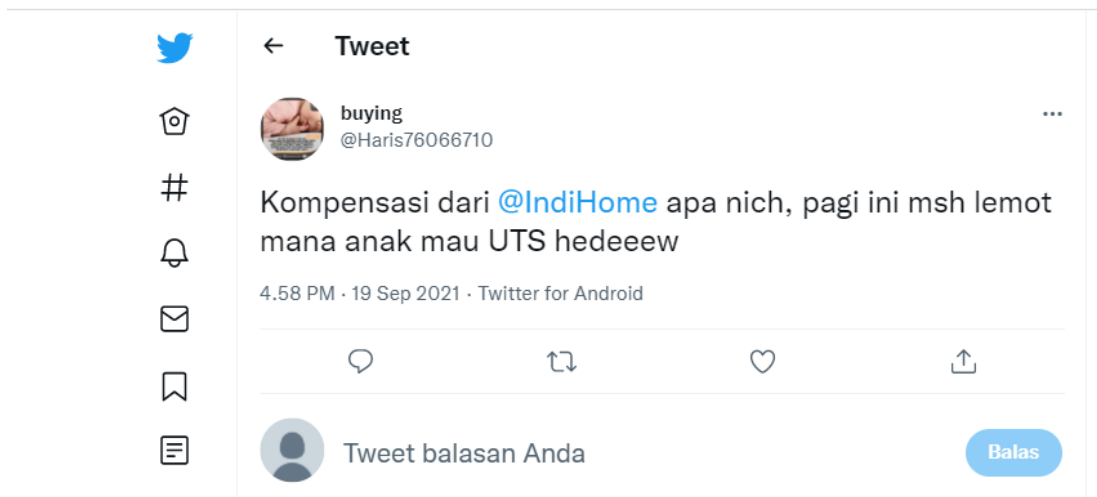 Tweet
buying
@Haris76066710
Kompensasi dari @IndiHome apa nich, pagi ini msh lemot
mana anak mau UTS hedeeew
4.58 PM · 19 Sep 2021 · Twitter for Android
Tweet balasan Anda
Balas